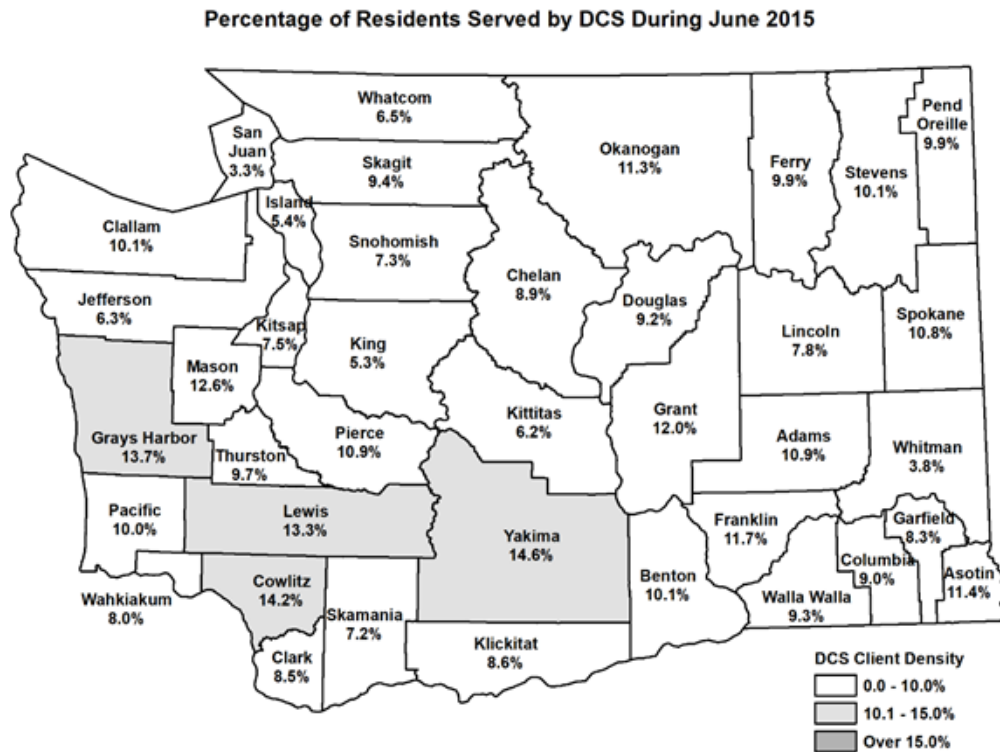 Percentage of Residents Served by DCS During June 2015
Whatcom
6.5%
San
Juan
3.3%
Skagit
9.4%
Okanogan
11.3%
Ferry
9.9%
Stevens
10.1%
Pend
Oreille
9.9%
Island
5.4%
Clallam
10.1%
Snohomish
7.3%
Chelan
8.9%
Douglas
9.2%
Jefferson
6.3%
Kitsap
7.5%
King
5.3%
Lincoln
7.8%
Spokane
10.8%
Mason
12.6%
Kittitas
6.2%
Grant
12.0%
Grays Harbor
13.7%
Thurston
9.7%
Pierce
10.9%
Adams
10.9%
Whitman
3.8%
Pacific
10.0%
Lewis
13.3%
Yakima
14.6%
Franklin
11.7%
Garfield
8.3%
Columbia
9.0%
Asotin
11.4%
Benton
10.1%
Walla Walla
9.3%
Wahkiakum
8.0%
Cowlitz
14.2%
Skamania
7.2%
Klickitat
8.6%
Clark
8.5%
DCS Client Density
0.0 - 10.0%
10.1 - 15.0%
Over 15.0%